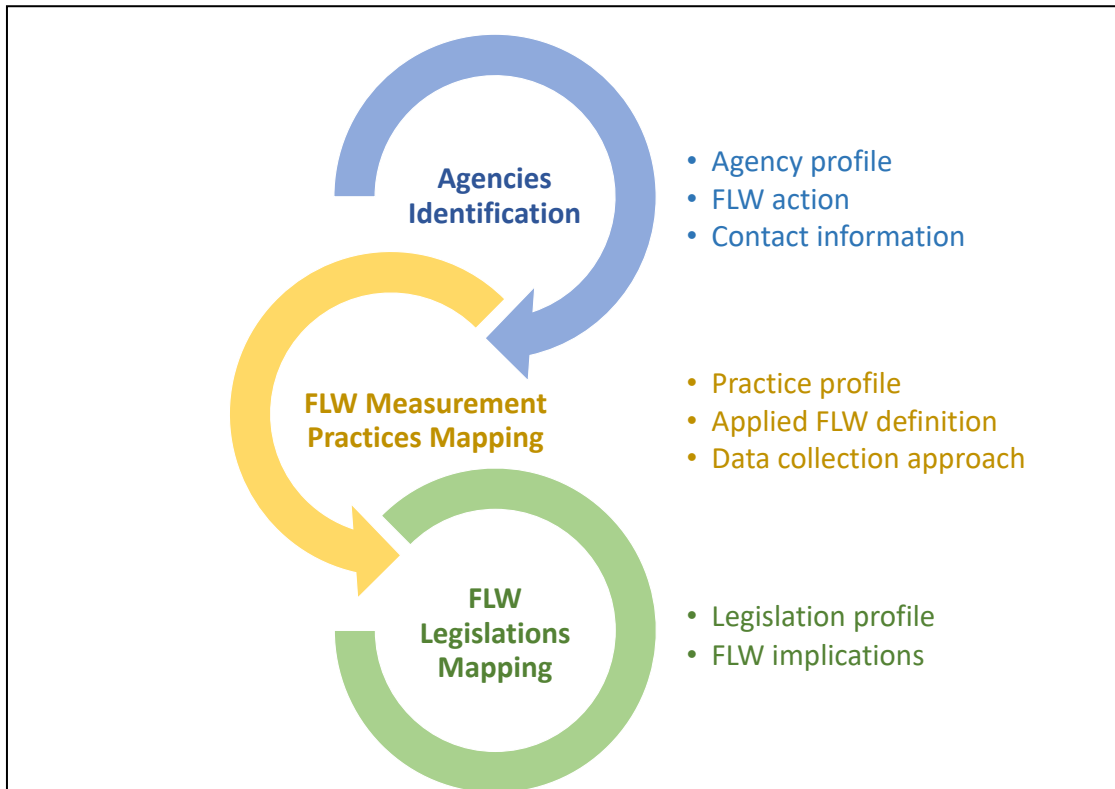 Agencies
Identification
• Agency profile
• FLW action
• Contact information
FLW Measurement
Practices Mapping
• Practice profile
• Applied FLW definition
• Data collection approach
FLW
Legislations
Mapping
• Legislation profile
• FLW implications